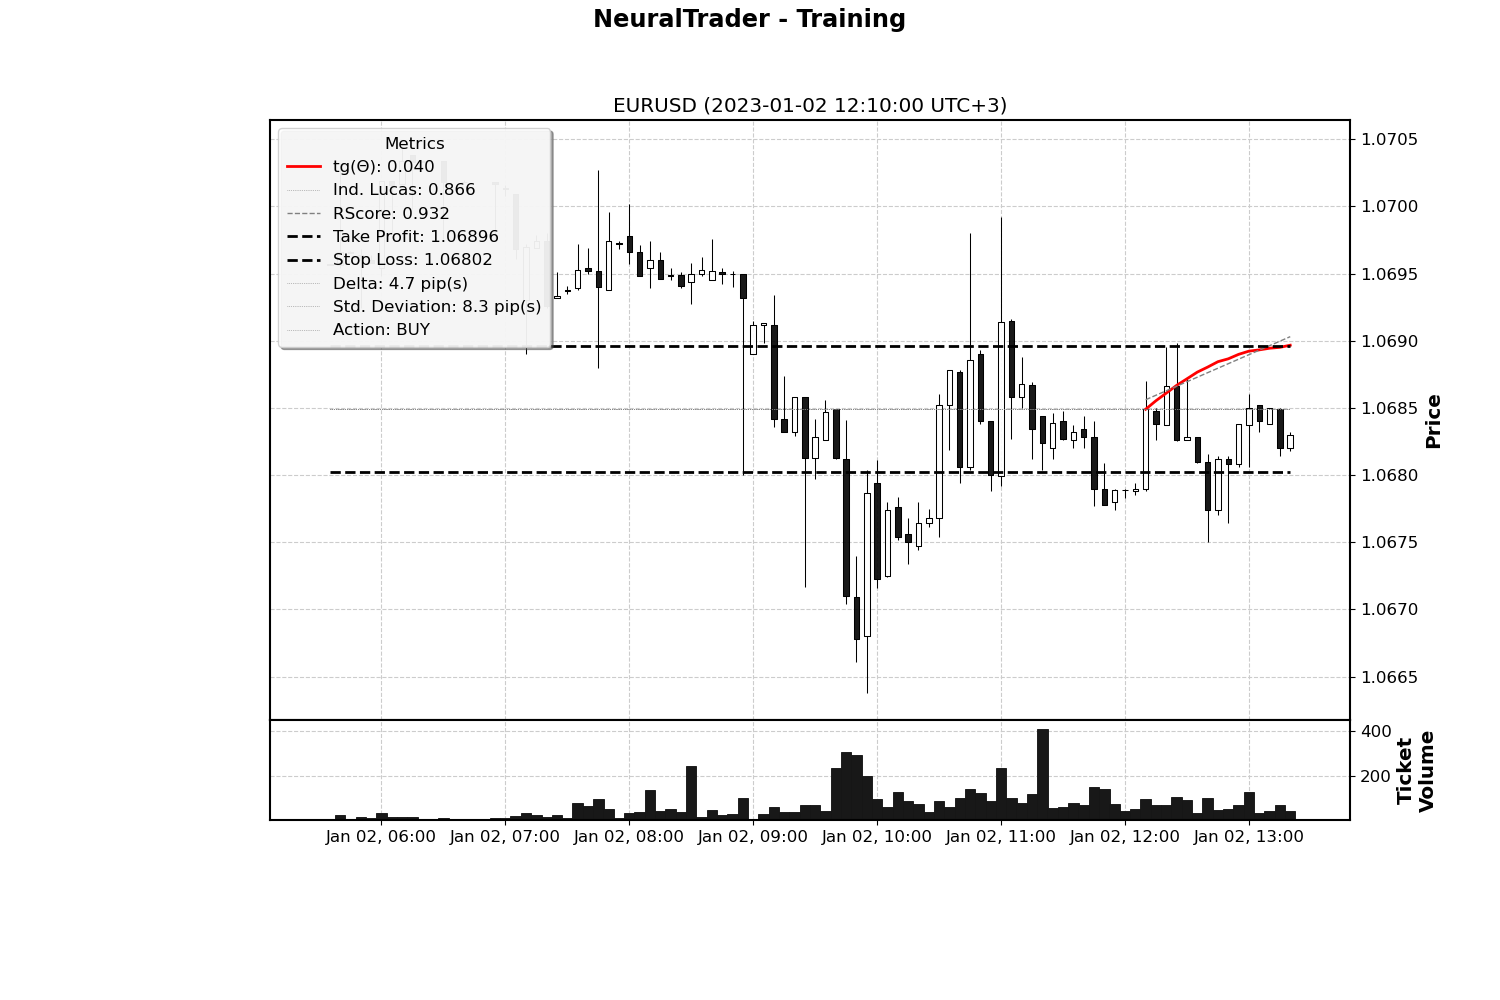 NeuralTrader - Training
EURUSD (2023-01-02 12:10:00 UTC+3)
Metrics
tg(Θ): 0.040
Ind. Lucas: 0.866
RScore: 0.932
Take Profit: 1.06896
Stop Loss: 1.06802
Delta: 4.7 pip(s)
Std. Deviation: 8.3 pip(s)
Action: BUY
1.0705
1.0700
1.0695
1.0690
1.0685
1.0680
1.0675
1.0670
1.0665
Price
400
200
Ticket
Volume
Jan 02, 06:00 Jan 02, 07:00 Jan 02, 08:00 Jan 02, 09:00 Jan 02, 10:00 Jan 02, 11:00 Jan 02, 12:00 Jan 02, 13:00